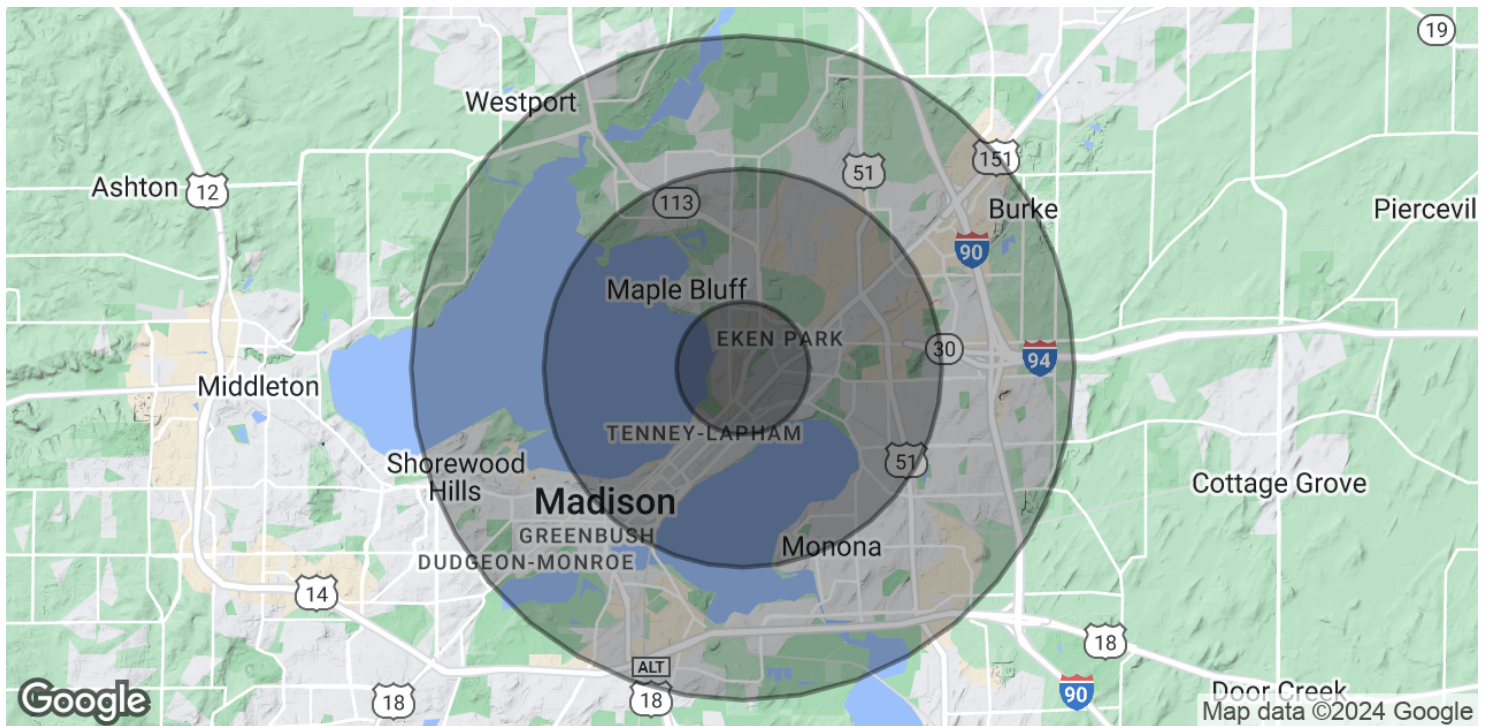 19
Westport
151
51
Ashton
12
113
Burke
Piercevil
90
Maple Bluff
EKEN PARK
30
94
Middleton
TENNEY-LAPHAM
Shorewood
Hills
51
Cottage Grove
Madison
GREENBUSH
Monona
DUDGEON-MONROE
14
18
ALT
18
18
90
Door Creek
Google
Map data ©2024 Google